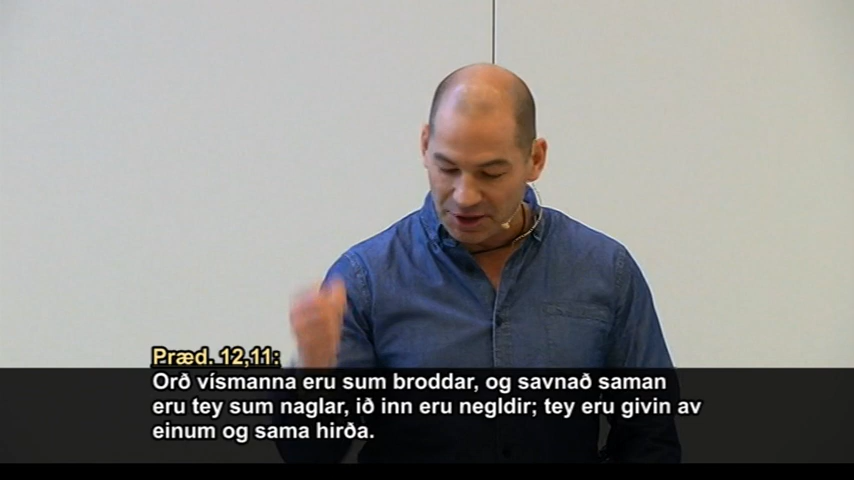 Præd. 12,11:
Orð vísmanna eru sum broddar, og savnað saman
eru tey sum naglar, ið inn eru negldir; tey eru givin av
einum og sama hirða.